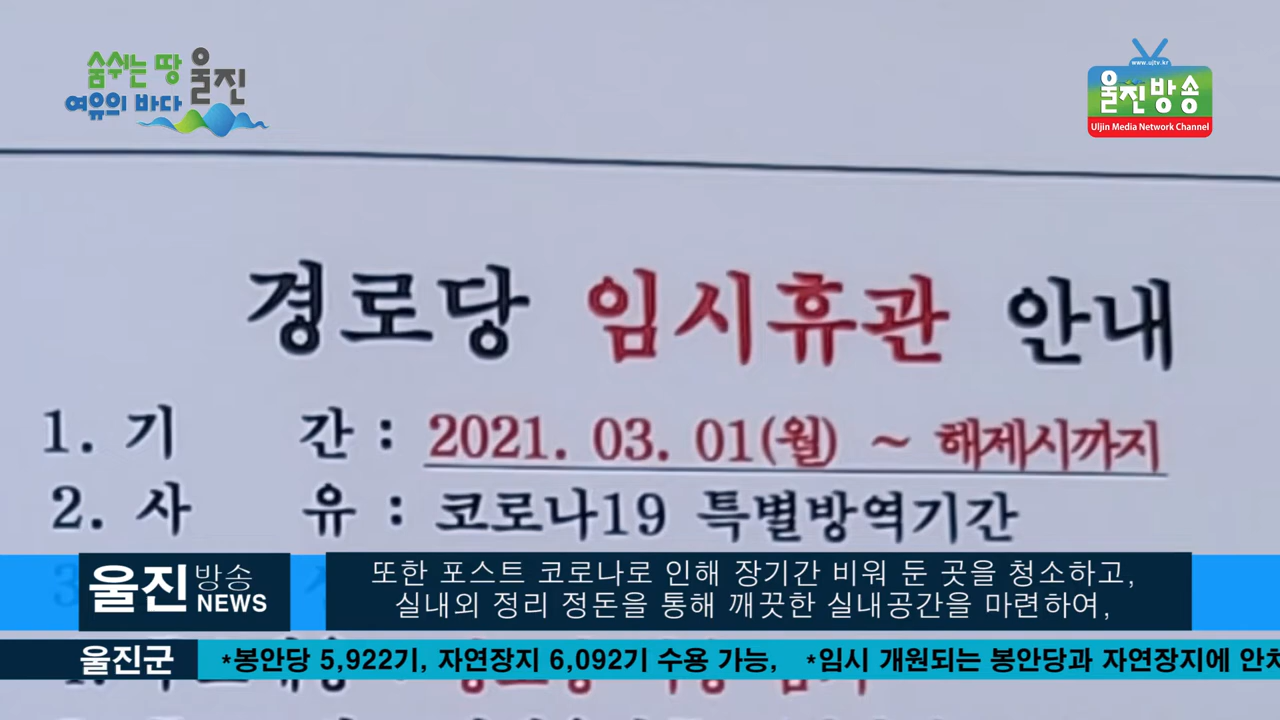 숨쉬는 땅 울진
여유의 바다
www.ujtv.kr
울진방송
Uljin Media Network Channel
경로당 임시휴관 안내
1. 기 간 : 2021. 03. 01(월) ~ 해제시까지
2. 사 유 : 코로나19 특별방역기간
울진 방송 NEWS
또한 포스트 코로나로 인해 장기간 비워 둔 곳을 청소하고,
실내외 정리 정돈을 통해 깨끗한 실내공간을 마련하여,
울진군
*봉안당 5,922기, 자연장지 6,092기 수용 가능, *임시 개원되는 봉안당과 자연장지에 안치